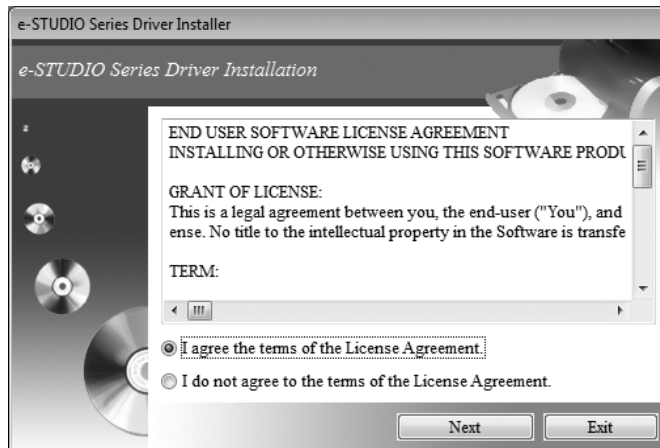 e-STUDIO Series Driver Installer
e-STUDIO Series Driver Installation
END USER SOFTWARE LICENSE AGREEMENT
INSTALLING OR OTHERWISE USING THIS SOFTWARE PRODU
GRANT OF LICENSE:
This is a legal agreement between you, the end-user ("You"), and
ense. No title to the intellectual property in the Software is transfe
TERM:
I agree the terms of the License Agreement.
I do not agree to the terms of the License Agreement.
Next Exit